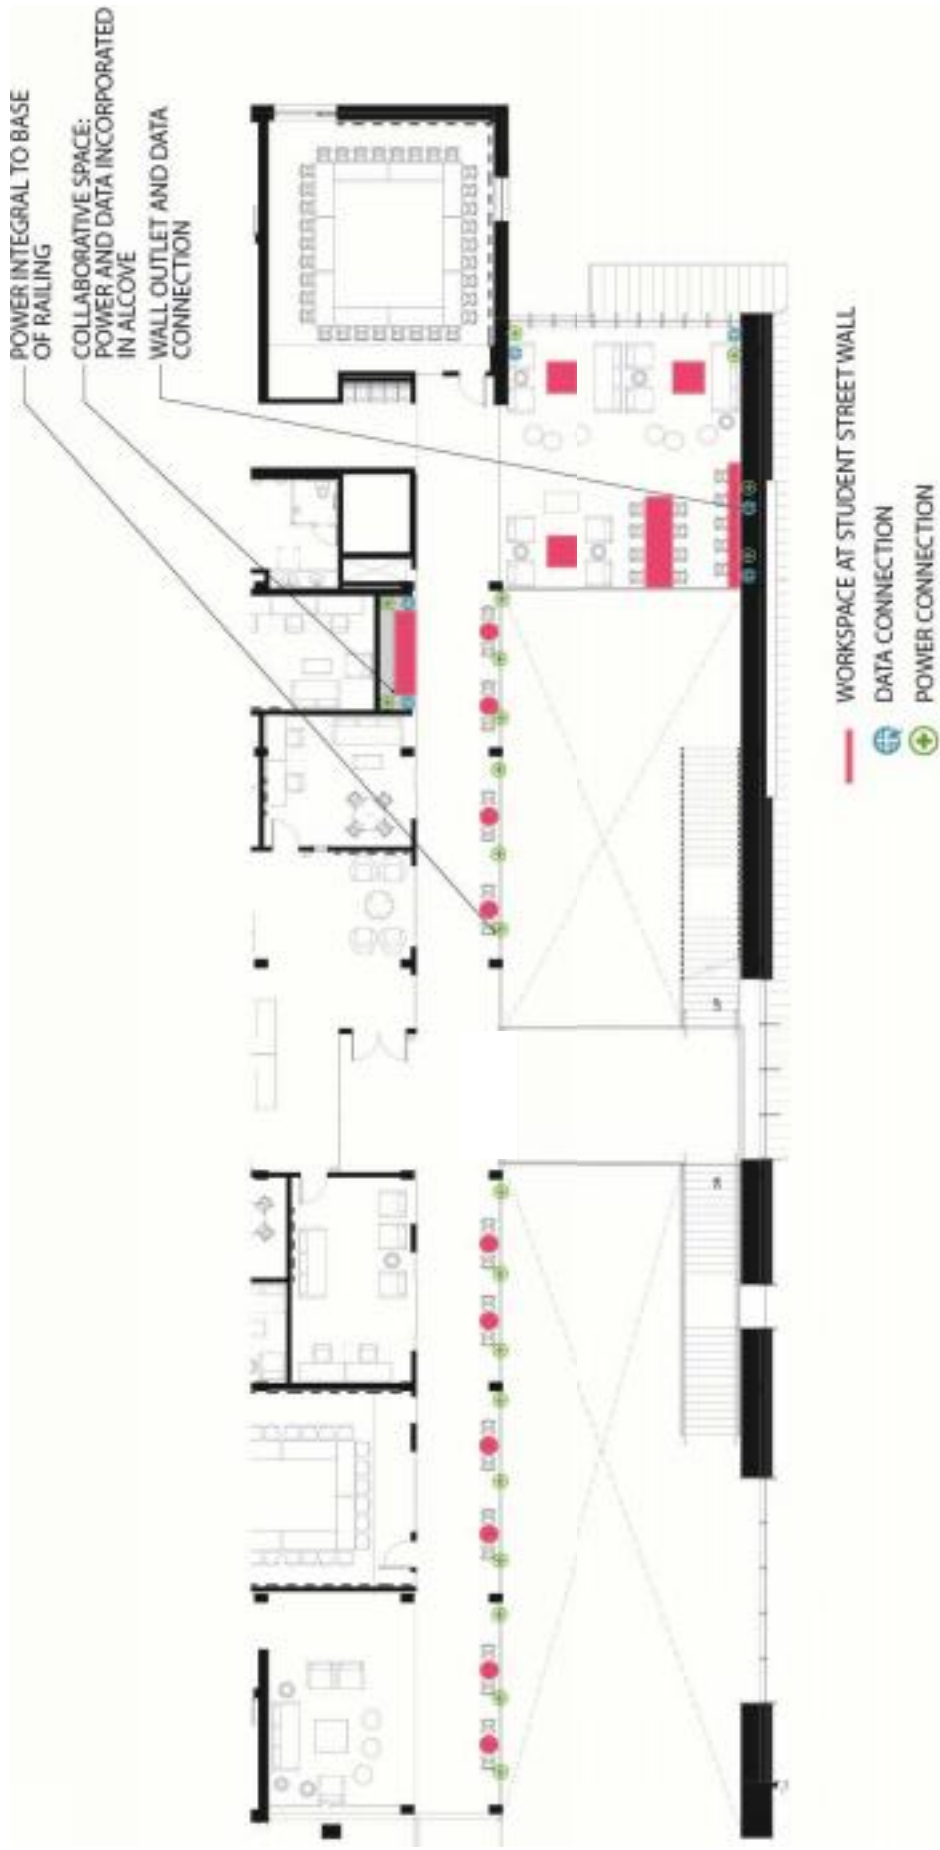 POWER INTEGRAL TO BASE
OF RAILING
COLLABORATIVE SPACE:
POWER AND DATA INCORPORATED
IN ALCOVE
WALL OUTLET AND DATA
CONNECTION
WORKSPACE AT STUDENT STREET WALL
DATA CONNECTION
POWER CONNECTION